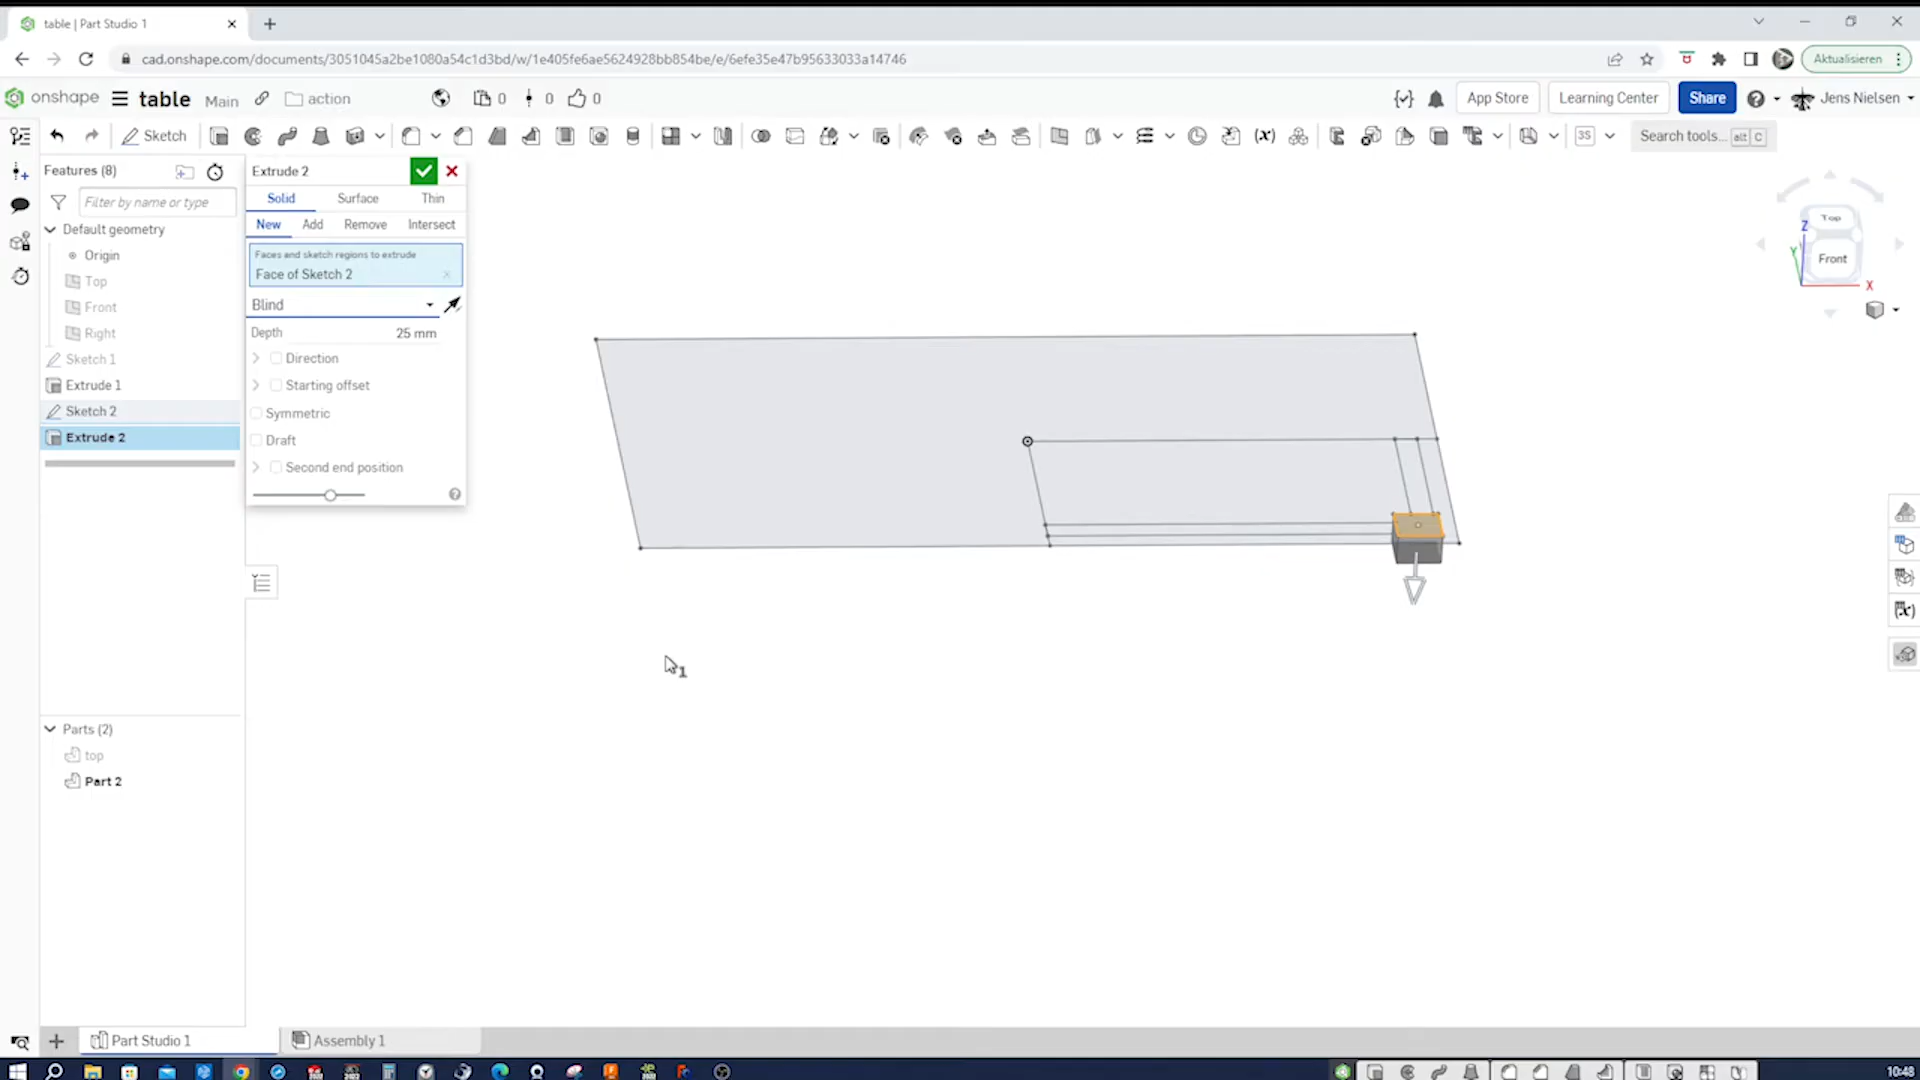 table | Part Studio 1
cad.onshape.com/documents/3051045a2be1080a54c1d3bd/w/1e405fe6ae5624928bb854be/e/6efe35e47b95633033a14746
Aktualisieren
onshape
table Main
action
0
0
0
App Store
Learning Center
Share
Jens Nielsen
Sketch
(x)
3S
Search tools... alt C
Features (8)
Filter by name or type
Default geometry
Origin
Top
Front
Right
Sketch 1
Extrude 1
Sketch 2
Extrude 2
Extrude 2
Solid Surface Thin
New Add Remove Intersect
Faces and sketch regions to extrude
Face of Sketch 2
Blind
Depth 25 mm
Direction
Starting offset
Symmetric
Draft
Second end position
Top
Front
Z
Y
X
1
(x)
Parts (2)
top
Part 2
Part Studio 1
Assembly 1
10:48